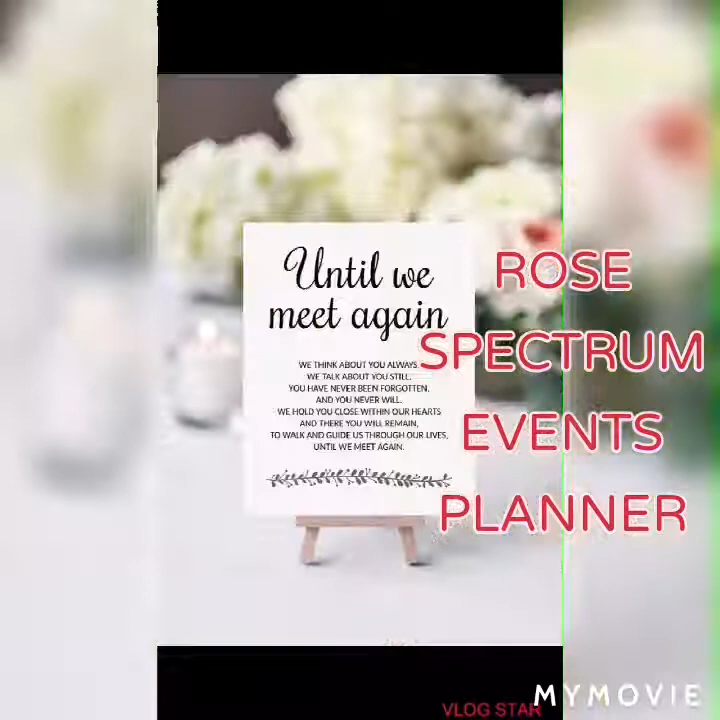 Until we
meet again
WE THINK ABOUT YOU ALWAYS,
WE TALK ABOUT YOU STILL.
YOU HAVE NEVER BEEN FORGOTTEN,
AND YOU NEVER WILL.
WE HOLD YOU CLOSE WITHIN OUR HEARTS
AND THERE YOU WILL REMAIN,
TO WALK AND GUIDE US THROUGH OUR LIVES,
UNTIL WE MEET AGAIN.
ROSE
SPECTRUM
EVENTS
PLANNER
VLOG STAR
MYMOVIE